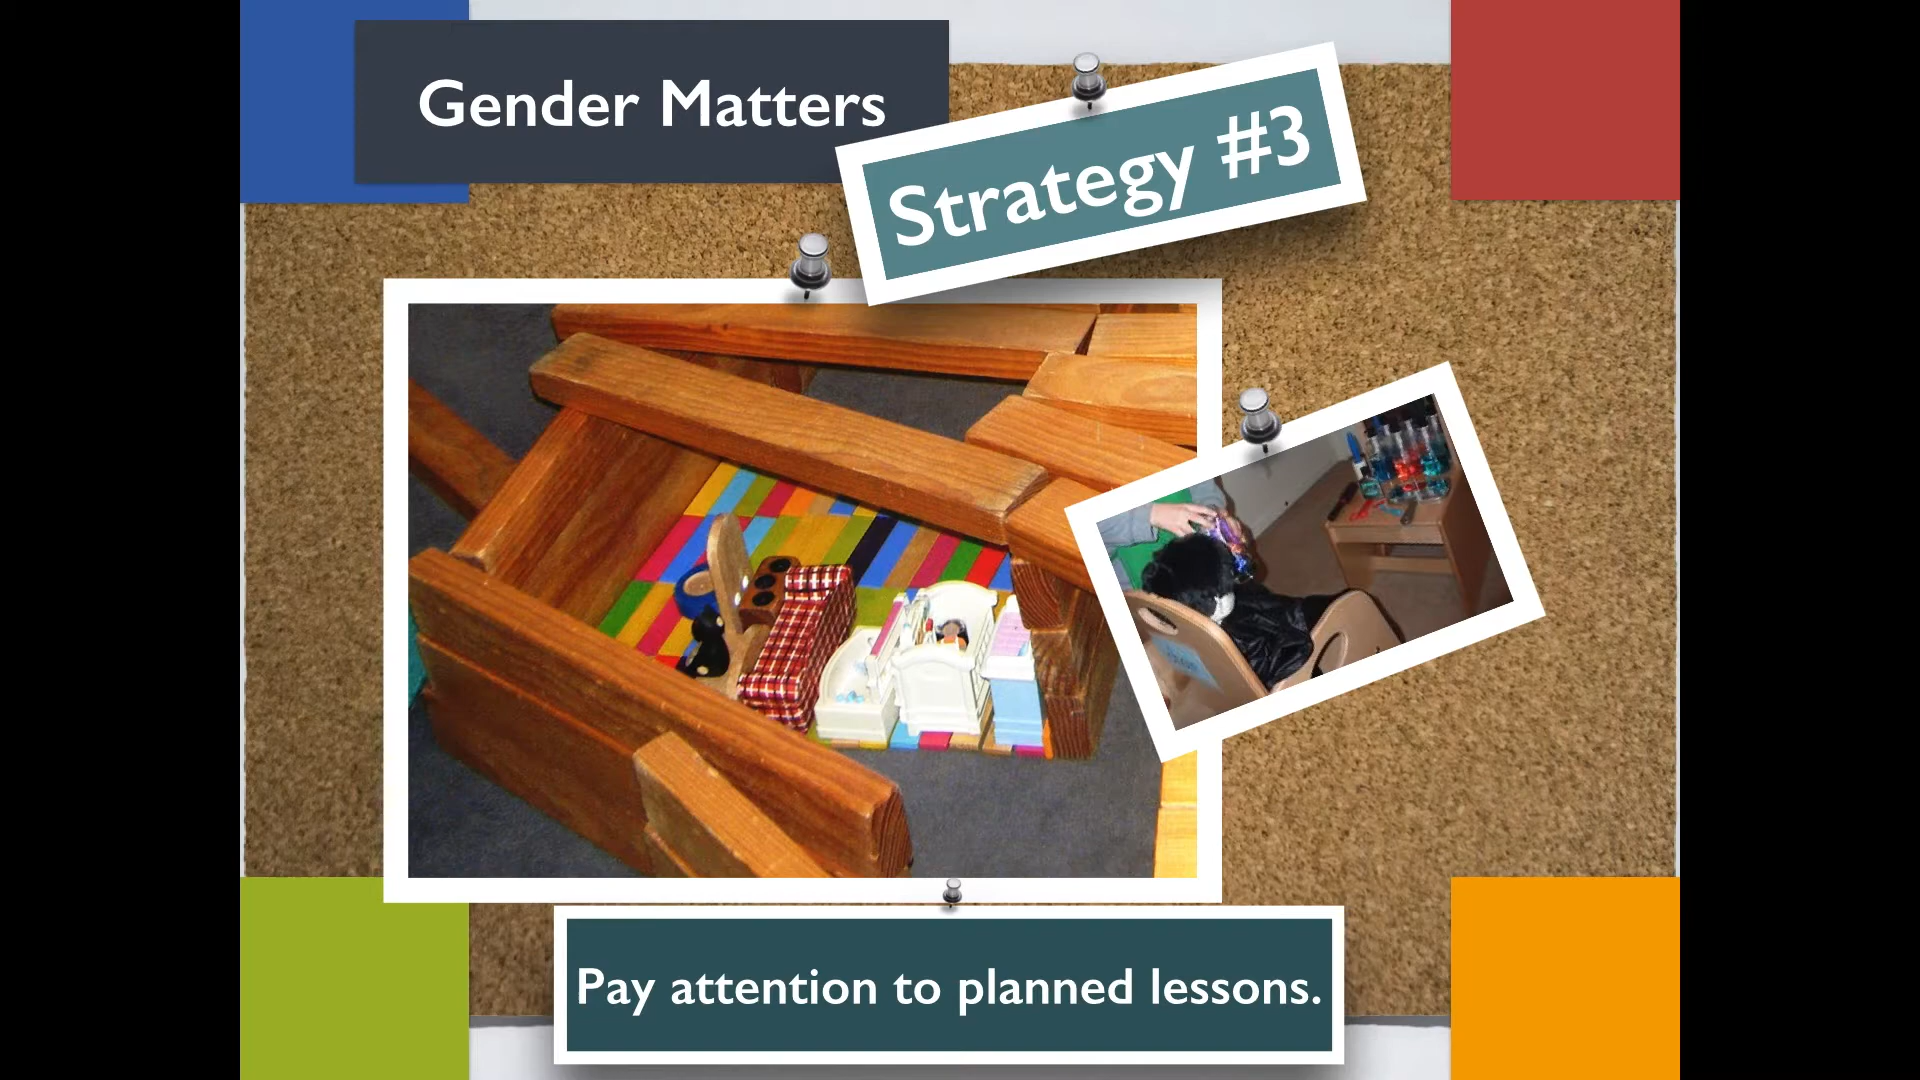 Gender Matters
Strategy #3
Pay attention to planned lessons.